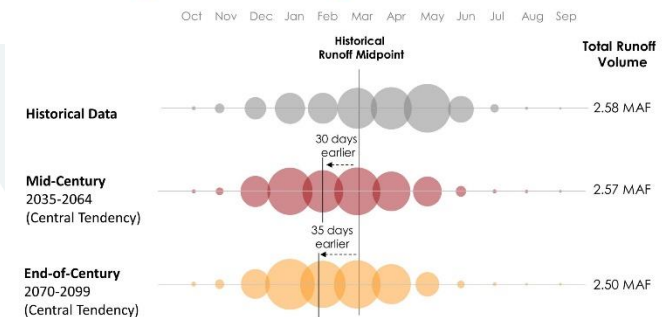 Oct Nov Dec Jan Feb Mar Apr May Jun Jul Aug Sep
Historical
Runoff Midpoint
Total Runoff
Volume
Historical Data
2.58 MAF
30 days
earlier
Mid-Century
2035-2064
(Central Tendency)
2.57 MAF
35 days
earlier
End-of-Century
2070-2099
(Central Tendency)
2.50 MAF